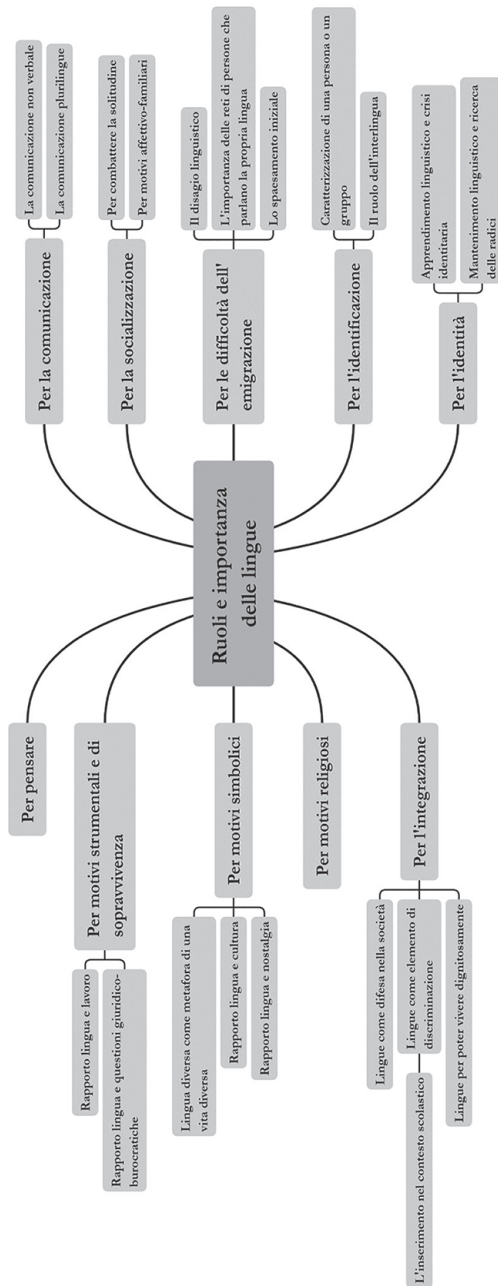 Ruoli e importanza
delle lingue
Per pensare
Per motivi strumentali e di
sopravvivenza
Rapporto lingua e lavoro
Rapporto lingua e questioni giuridico-
burocratiche
Per motivi simbolici
Lingua diversa come metafora di una
vita diversa
Rapporto lingua e cultura
Rapporto lingua e nostalgia
Per motivi religiosi
Per l'integrazione
Lingue come difesa nella società
Lingue come elemento di
discriminazione
L'inserimento nel contesto scolastico
Lingue per poter vivere dignitosamente
Per la comunicazione
La comunicazione non verbale
La comunicazione plurilingue
Per la socializzazione
Per combattere la solitudine
Per motivi affettivo-familiari
Per le difficoltà dell'
emigrazione
Il disagio linguistico
L'importanza delle reti di persone che
parlano la propria lingua
Lo spaesamento iniziale
Per l'identificazione
Caratterizzazione di una persona o un
gruppo
Il ruolo dell'interlingua
Per l'identità
Apprendimento linguistico e crisi
identitaria
Mantenimento linguistico e ricerca
delle radici